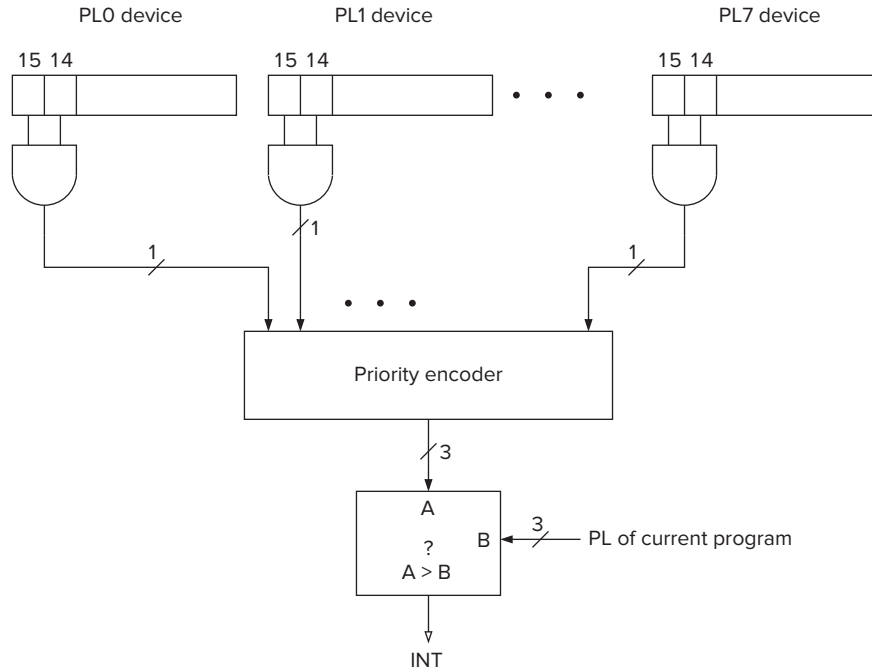 PL0 device PL1 device PL7 device
15 14 15 14 15 14
1
1 1
Priority encoder
3
A
3
B PL of current program
?
A > B
INT